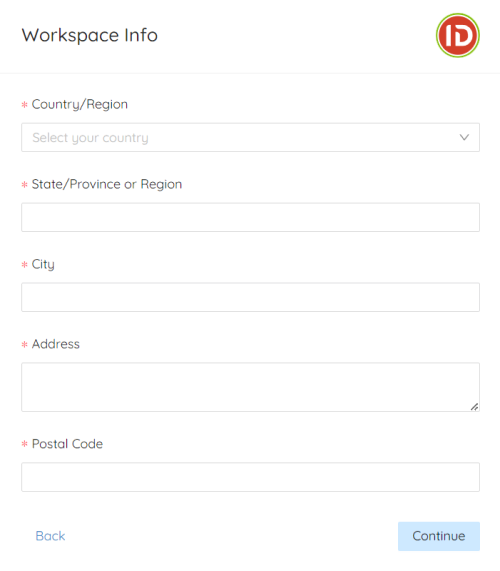 Workspace Info
ID
* Country/Region
Select your country
* State/Province or Region
* City
* Address
* Postal Code
Back
Continue